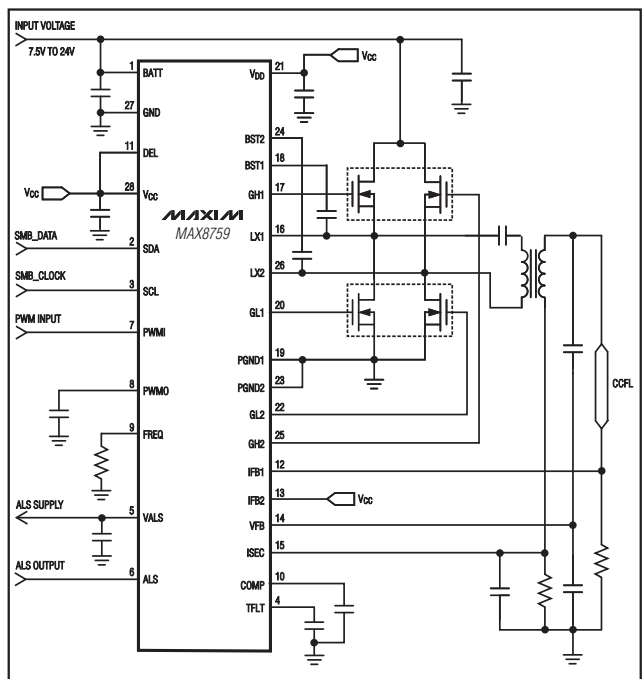 INPUT VOLTAGE
7.5V TO 24V
1 BATT
27 GND
11 DEL
VCC
28 VCC
SMB_DATA
2 SDA
SMB_CLOCK
3 SCL
PWM INPUT
7 PWMI
8 PWMO
9 FREQ
ALS SUPPLY
5 VALS
ALS OUTPUT
6 ALS
MAXIM
MAX8759
VDD 21
VCC
BST2 24
BST1 18
GH1 17
LX1 16
LX2 26
GL1 20
PGND1 19
PGND2 23
GL2 22
GH2 25
IFB1 12
IFB2 13
VCC
VFB 14
ISEC 15
COMP 10
TFLT 4
CCFL